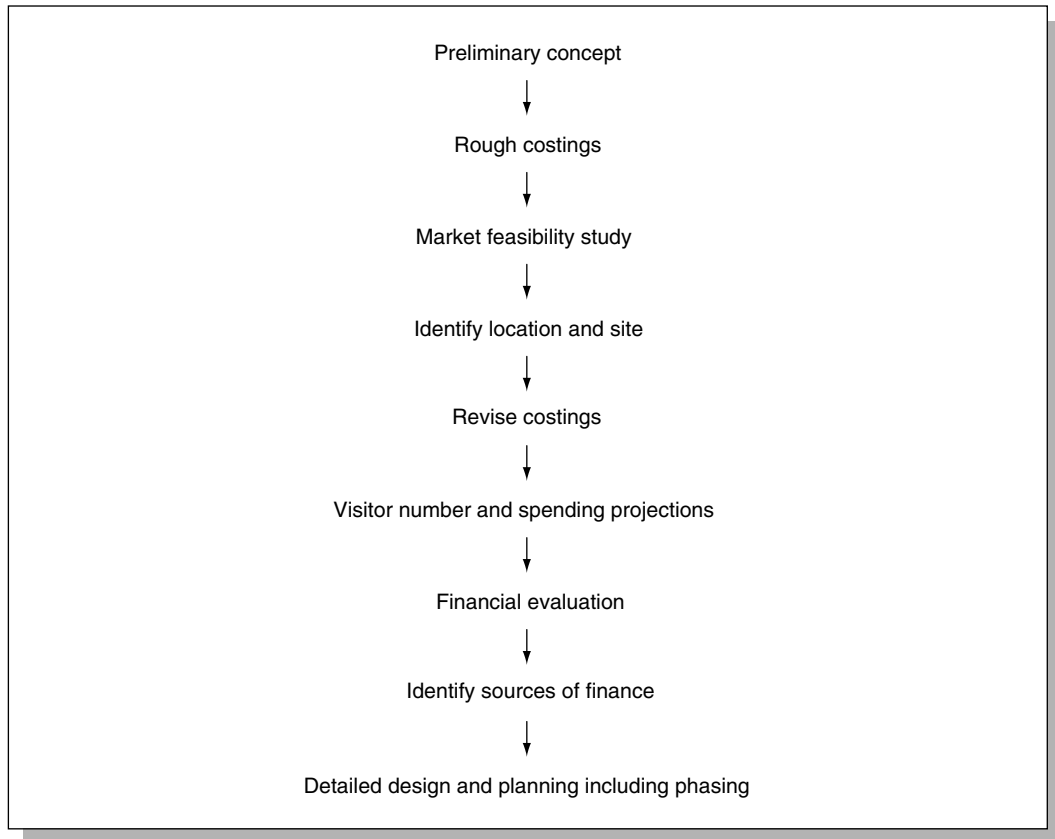 Preliminary concept
Rough costings
Market feasibility study
Identify location and site
Revise costings
Visitor number and spending projections
Financial evaluation
Identify sources of finance
Detailed design and planning including phasing